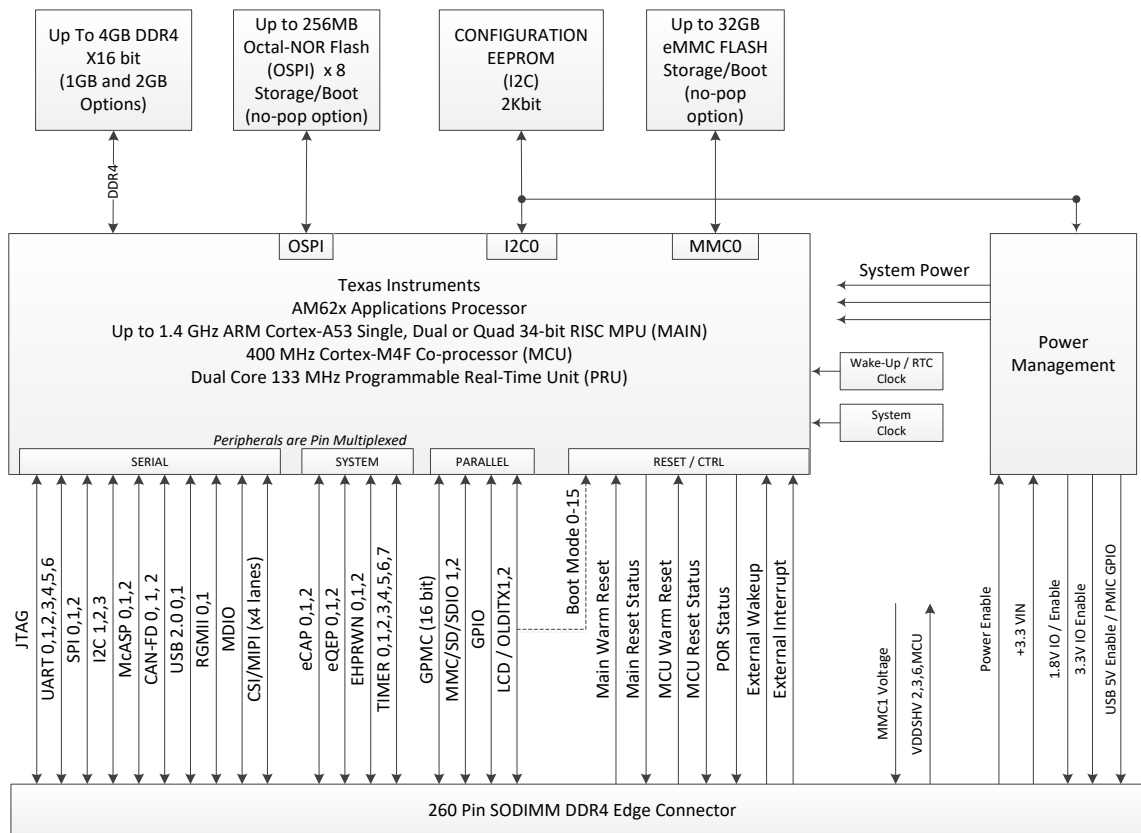 Up To 4GB DDR4
X16 bit
(1GB and 2GB
Options)
Up to 256MB
Octal-NOR Flash
(OSPI) x 8
Storage/Boot
(no-pop option)
CONFIGURATION
EEPROM
(I2C)
2Kbit
Up to 32GB
eMMC FLASH
Storage/Boot
(no-pop
option)
DDR4
OSPI
I2C0
MMC0
Texas Instruments
AM62x Applications Processor
Up to 1.4 GHz ARM Cortex-A53 Single, Dual or Quad 34-bit RISC MPU (MAIN)
400 MHz Cortex-M4F Co-processor (MCU)
Dual Core 133 MHz Programmable Real-Time Unit (PRU)
System Power
Power
Management
Wake-Up / RTC
Clock
System
Clock
Peripherals are Pin Multiplexed
SERIAL
SYSTEM
PARALLEL
RESET / CTRL
JTAG
UART 0,1,2,3,4,5,6
SPI 0,1,2
I2C 1,2,3
McASP 0,1,2
CAN-FD 0, 1, 2
USB 2.0 0,1
RGMII 0,1
MDIO
CSI/MIPI (x4 lanes)
eCAP 0,1,2
eQEP 0,1,2
EHPRWN 0,1,2
TIMER 0,1,2,3,4,5,6,7
GPMC (16 bit)
MMC/SD/SDIO 1,2
GPIO
LCD / OLDITX1,2
Boot Mode 0-15
Main Warm Reset
Main Reset Status
MCU Warm Reset
MCU Reset Status
POR Status
External Wakeup
External Interrupt
MMC1 Voltage
VDDSHV 2,3,6,MCU
Power Enable
+3.3 VIN
1.8V IO / Enable
3.3V IO Enable
USB 5V Enable / PMIC GPIO
260 Pin SODIMM DDR4 Edge Connector